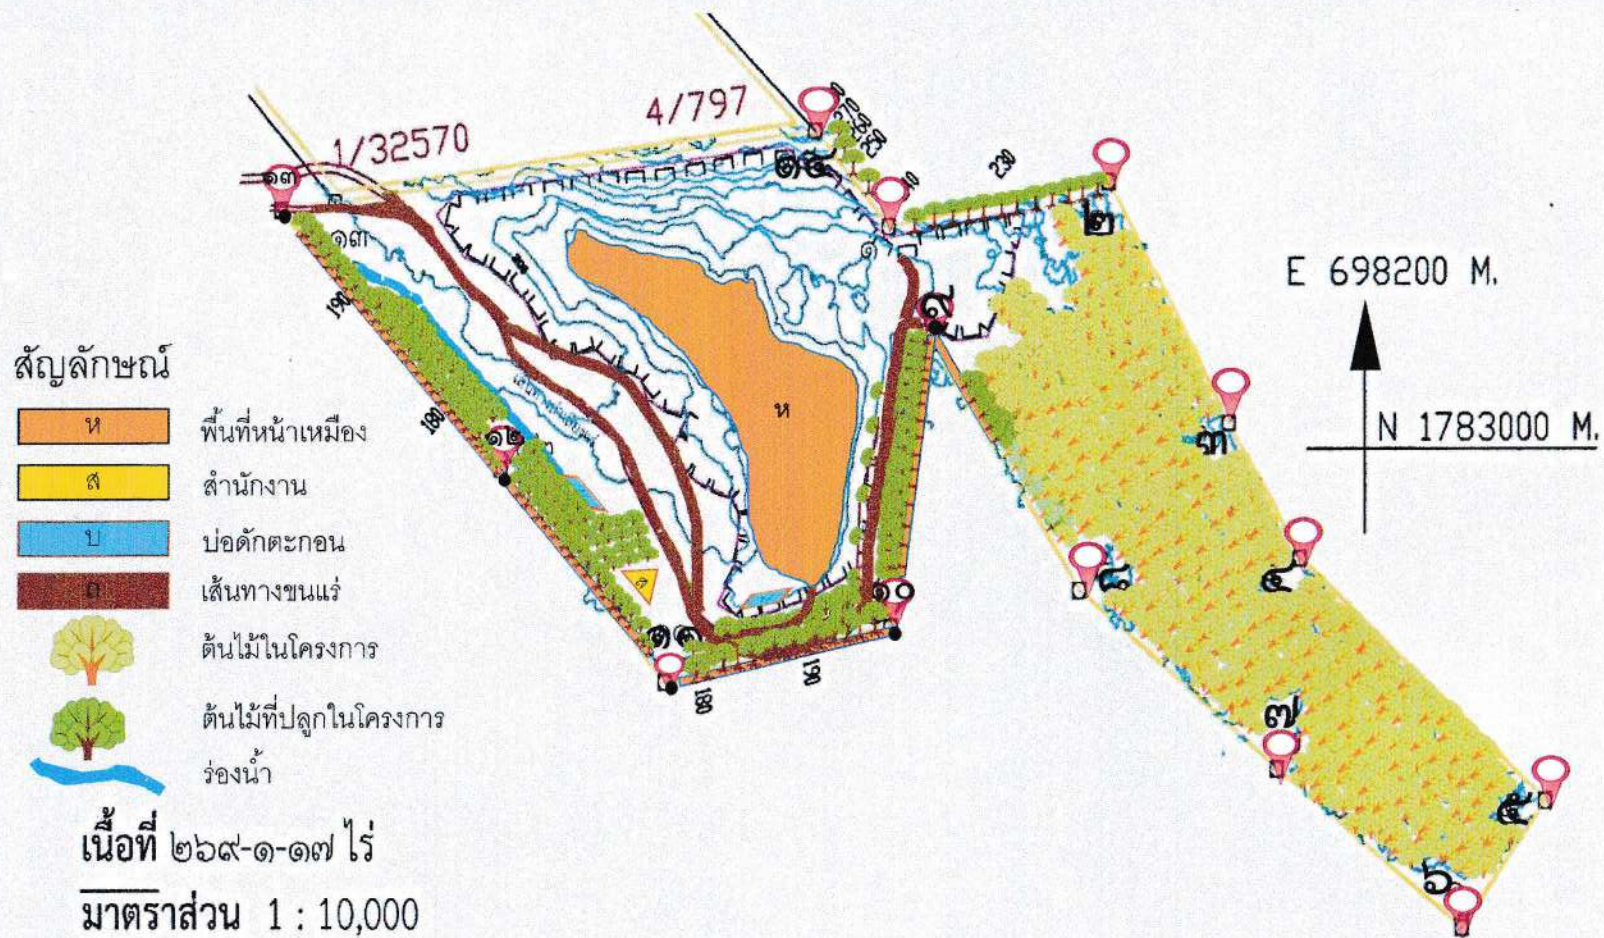 4/797
1/32570
230
๑๓
๑๔
๒
๑๓
๑
E 698200 M.
190
๙
N 1783000 M.
สัญลักษณ์
ห พื้นที่หน้าเหมือง
ห
180
๑๒
๓
ส สำนักงาน
บ บ่อดักตะกอน
๘
๔
ถ เส้นทางขนแร่
ส
๑๐
๑๑
ต้นไม้ในโครงการ
190
180
ต้นไม้ที่ปลูกในโครงการ
๗
ร่องน้ำ
๕
เนื้อที่ ๒๖๙-๑-๑๗ ไร่
๖
มาตราส่วน 1 : 10,000